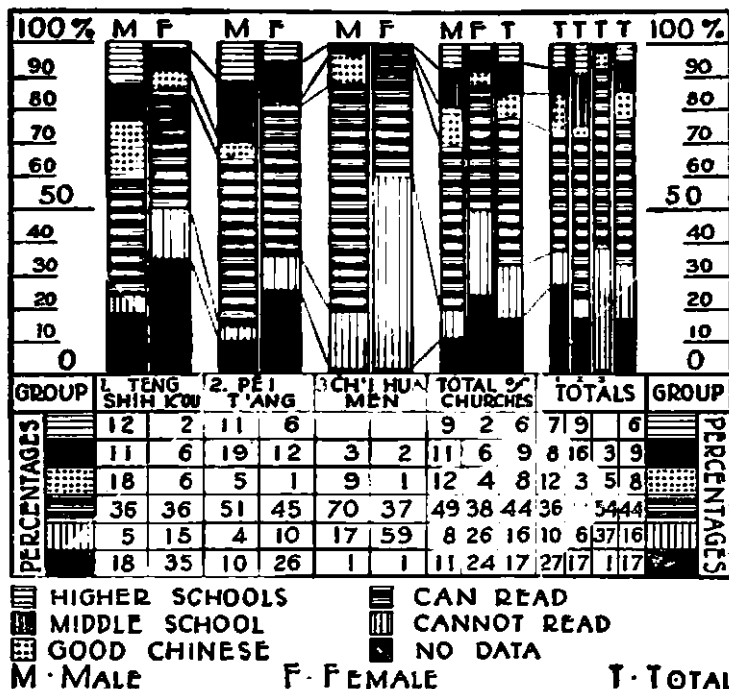 100% M F M F M F M F T T T T T 100%
90 90
80 80
70 70
60 60
50 50
40 40
30 30
20 20
10 10
0 0
GROUP 1. TENG SHIH K'OU 2. PEI T'ANG 3 CH'I HUA MEN TOTAL OF CHURCHES 1 2 3 TOTALS GROUP
PERCENTAGES PERCENTAGES
12 2 11 6 9 2 6 7 9 6
11 6 19 12 3 2 11 6 9 8 16 3 9
18 6 5 1 9 1 12 4 8 12 3 5 8
36 36 51 45 70 37 49 38 44 36 54 44
5 15 4 10 17 59 8 26 16 10 6 37 16
18 35 10 26 1 1 11 24 17 27 17 1 17
HIGHER SCHOOLS CAN READ
MIDDLE SCHOOL CANNOT READ
GOOD CHINESE NO DATA
M · MALE F · FEMALE T · TOTAL